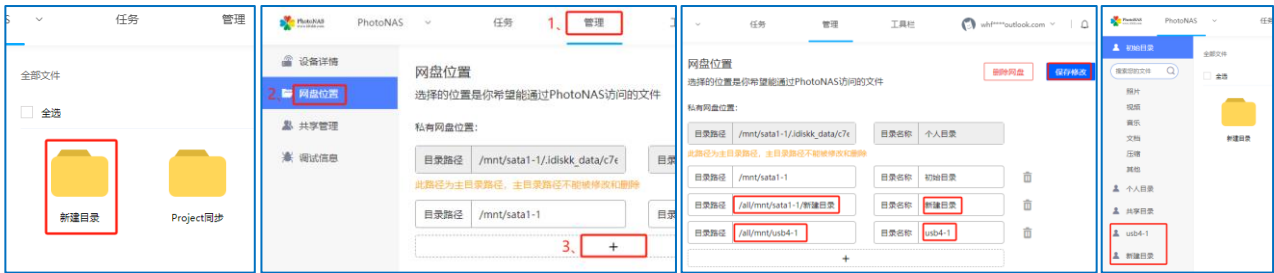 任务
管理
全部文件
全选
新建目录
Project同步
PhotoNAS
PhotoNAS
任务
1、
管理
设备详情
2、
网盘位置
共享管理
调试信息
网盘位置
选择的位置是你希望能通过PhotoNAS访问的文件
私有网盘位置:
目录路径 /mnt/sata1-1/.idiskk_data/c7e
此路径为主目录路径，主目录路径不能被修改和删除
目录路径 /mnt/sata1-1
3、 +
任务
管理
工具栏
whf****outlook.com
网盘位置
选择的位置是你希望能通过PhotoNAS访问的文件
删除网盘
保存修改
私有网盘位置:
目录路径 /mnt/sata1-1/.idiskk_data/c7e 目录名称 个人目录
此路径为主目录路径，主目录路径不能被修改和删除
目录路径 /mnt/sata1-1 目录名称 初始目录
目录路径 /all/mnt/sata1-1/新建目录 目录名称 新建目录
目录路径 /all/mnt/usb4-1 目录名称 usb4-1
+
PhotoNAS
PhotoNAS
初始目录
搜索您的文件
照片
视频
音乐
文档
压缩
其他
个人目录
共享目录
usb4-1
新建目录
全部文件
全选
新建目录